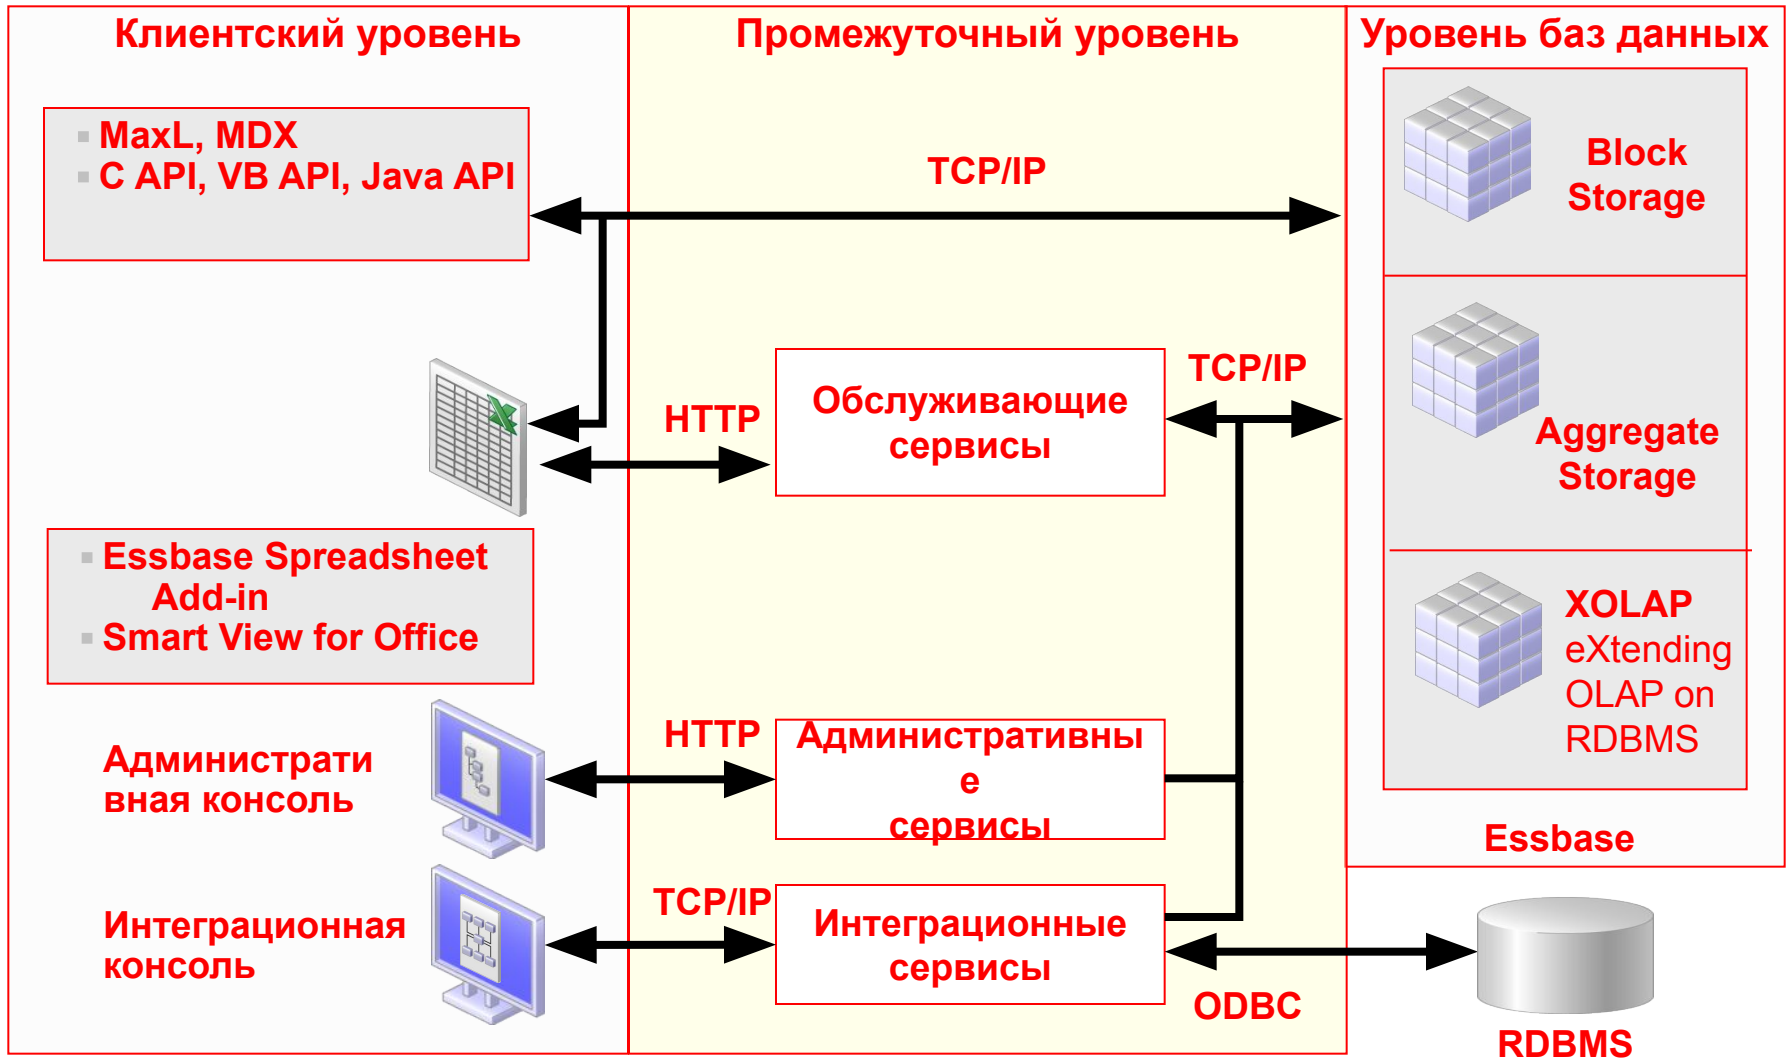 Клиентский уровень
MaxL, MDX
C API, VB API, Java API
Essbase Spreadsheet
Add-in
Smart View for Office
Администрати
вная консоль
Интеграционная
консоль
Промежуточный уровень
TCP/IP
HTTP
Обслуживающие
сервисы
TCP/IP
HTTP
Административны
е
сервисы
TCP/IP
Интеграционные
сервисы
ODBC
Уровень баз данных
Block
Storage
Aggregate
Storage
XOLAP
eXtending
OLAP on
RDBMS
Essbase
RDBMS